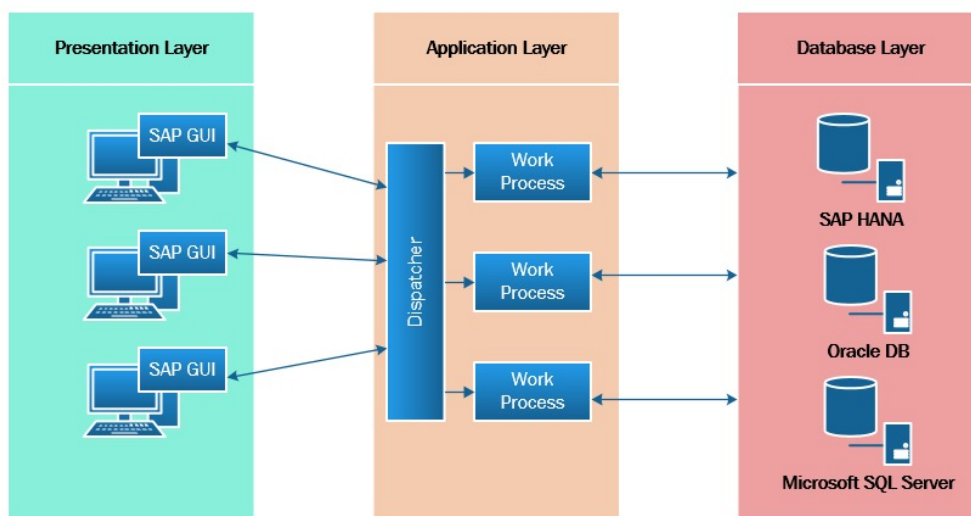 Presentation Layer
Application Layer
Database Layer
SAP GUI
SAP GUI
SAP GUI
Dispatcher
Work
Process
Work
Process
Work
Process
SAP HANA
Oracle DB
Microsoft SQL Server